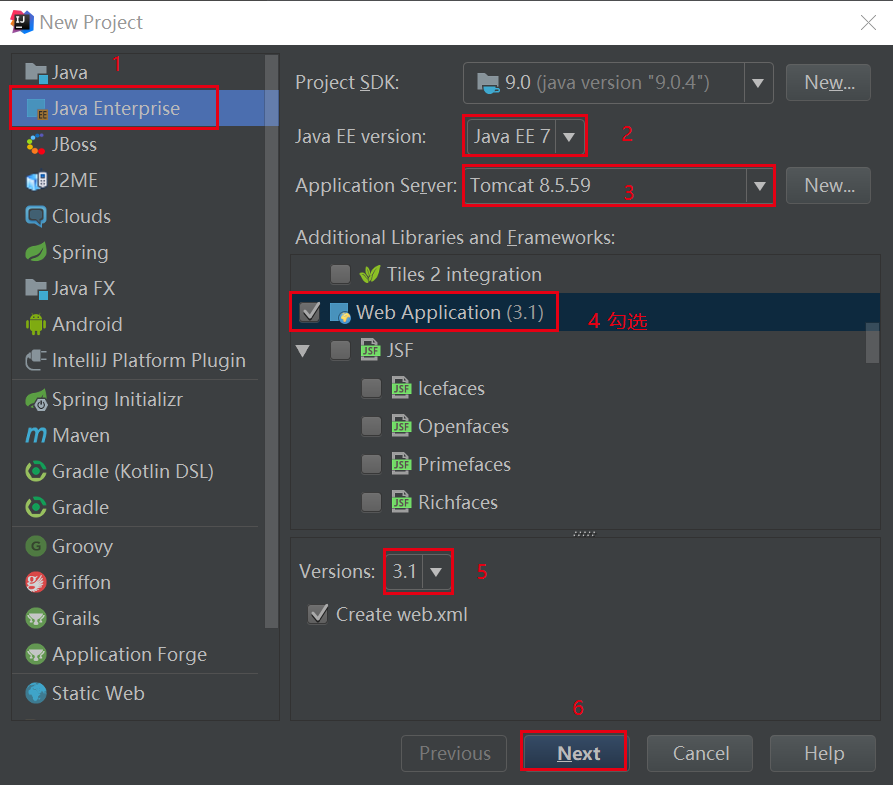 New Project
1
Java
Java Enterprise
JBoss
J2ME
Clouds
Spring
Java FX
Android
IntelliJ Platform Plugin
Spring Initializr
Maven
Gradle (Kotlin DSL)
Gradle
Groovy
Griffon
Grails
Application Forge
Static Web
Project SDK: 9.0 (java version "9.0.4") New...
Java EE version: Java EE 7 2
Application Server: Tomcat 8.5.59 3 New...
Additional Libraries and Frameworks:
Tiles 2 integration
Web Application (3.1) 4 勾选
JSF
Icefaces
Openfaces
Primefaces
Richfaces
Versions: 3.1 5
Create web.xml
6
Previous Next Cancel Help